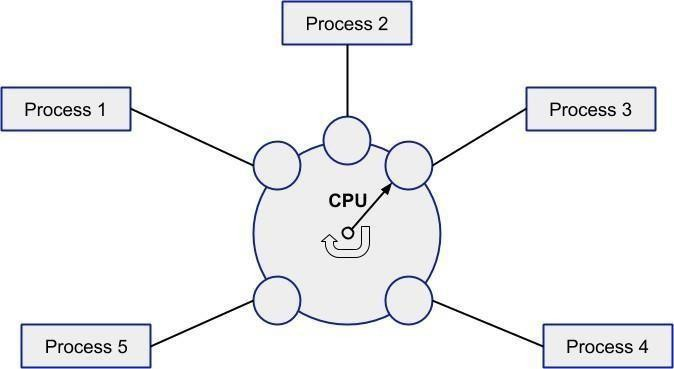 Process 2
Process 1
Process 3
CPU
Process 5
Process 4